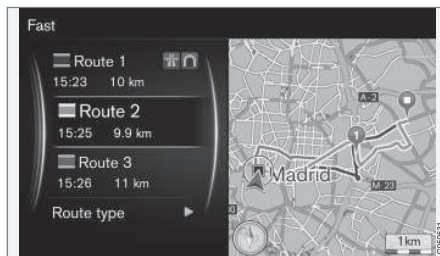 Fast
Route 1
15:23 10 km
Route 2
15:25 9.9 km
Route 3
15:26 11 km
Route type
A-2
1
Madrid
M-23
1km